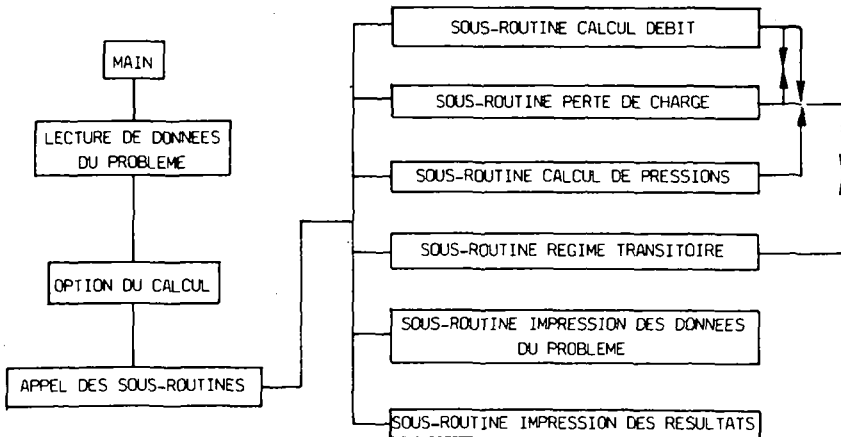 MAIN
LECTURE DE DONNEES
DU PROBLEME
OPTION DU CALCUL
APPEL DES SOUS-ROUTINES
SOUS-ROUTINE CALCUL DEBIT
SOUS-ROUTINE PERTE DE CHARGE
SOUS-ROUTINE CALCUL DE PRESSIONS
SOUS-ROUTINE REGIME TRANSITOIRE
SOUS-ROUTINE IMPRESSION DES DONNEES
DU PROBLEME
SOUS-ROUTINE IMPRESSION DES RESULTATS